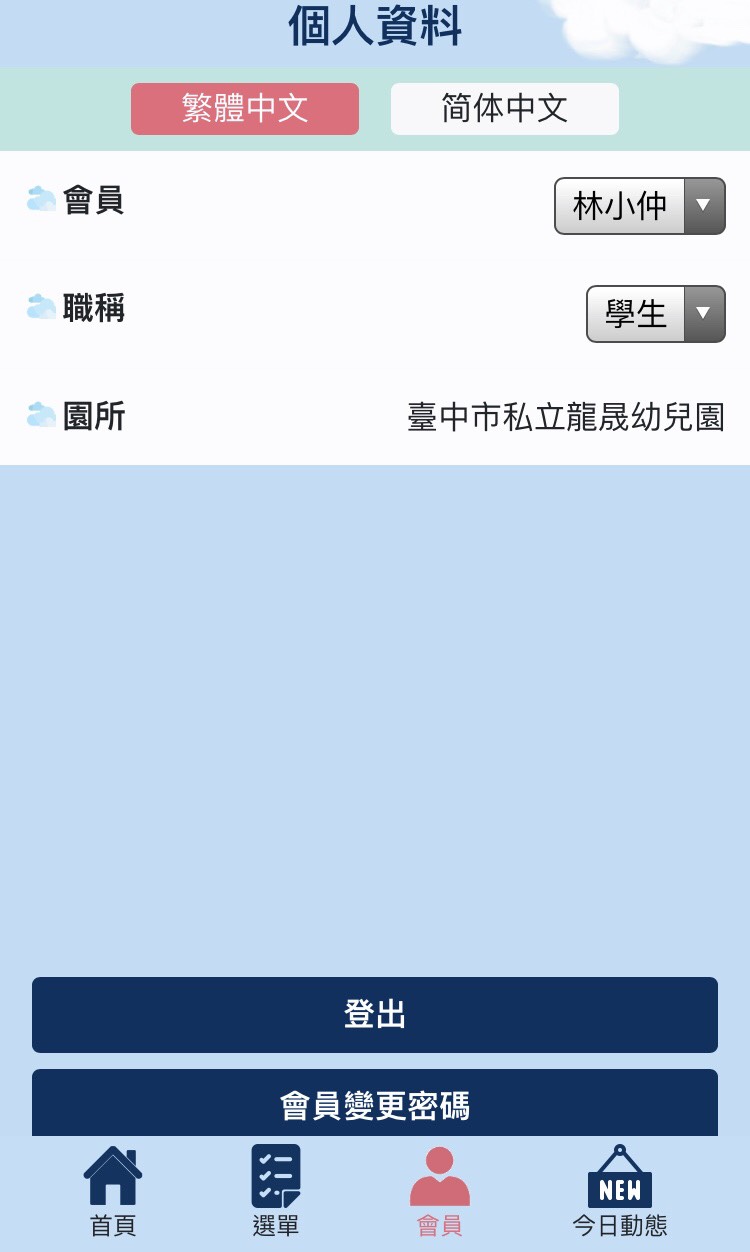 個人資料
繁體中文 简体中文
會員 林小仲
職稱 學生
園所 臺中市私立龍晟幼兒園
登出
會員變更密碼
NEW
首頁 選單 會員 今日動態